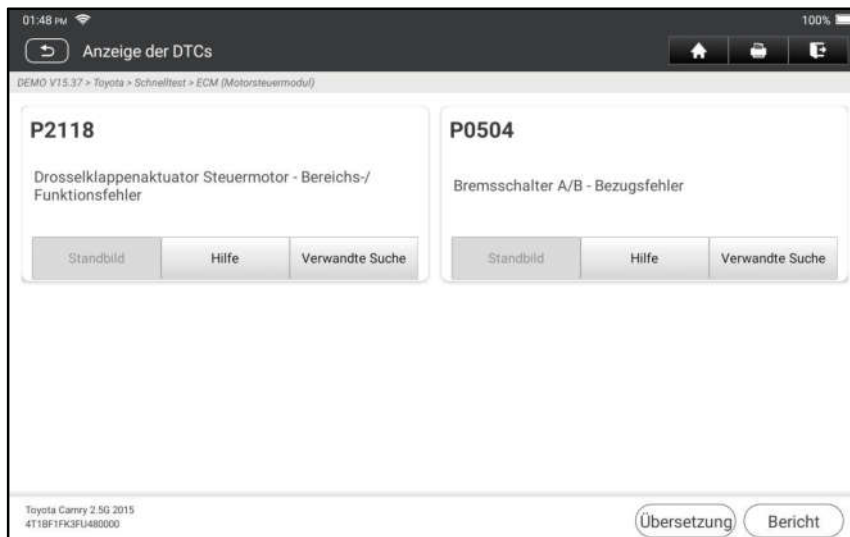 01:48 PM
100%
Anzeige der DTCs
DEMO V15.37 > Toyota > Schnelltest > ECM (Motorsteuermodul)
P2118
Drosselklappenaktuator Steuermotor - Bereichs-/
Funktionsfehler
Standbild
Hilfe
Verwandte Suche
P0504
Bremsschalter A/B - Bezugsfehler
Standbild
Hilfe
Verwandte Suche
Toyota Camry 2.5G 2015
4T1BF1FK3FU480000
Übersetzung
Bericht